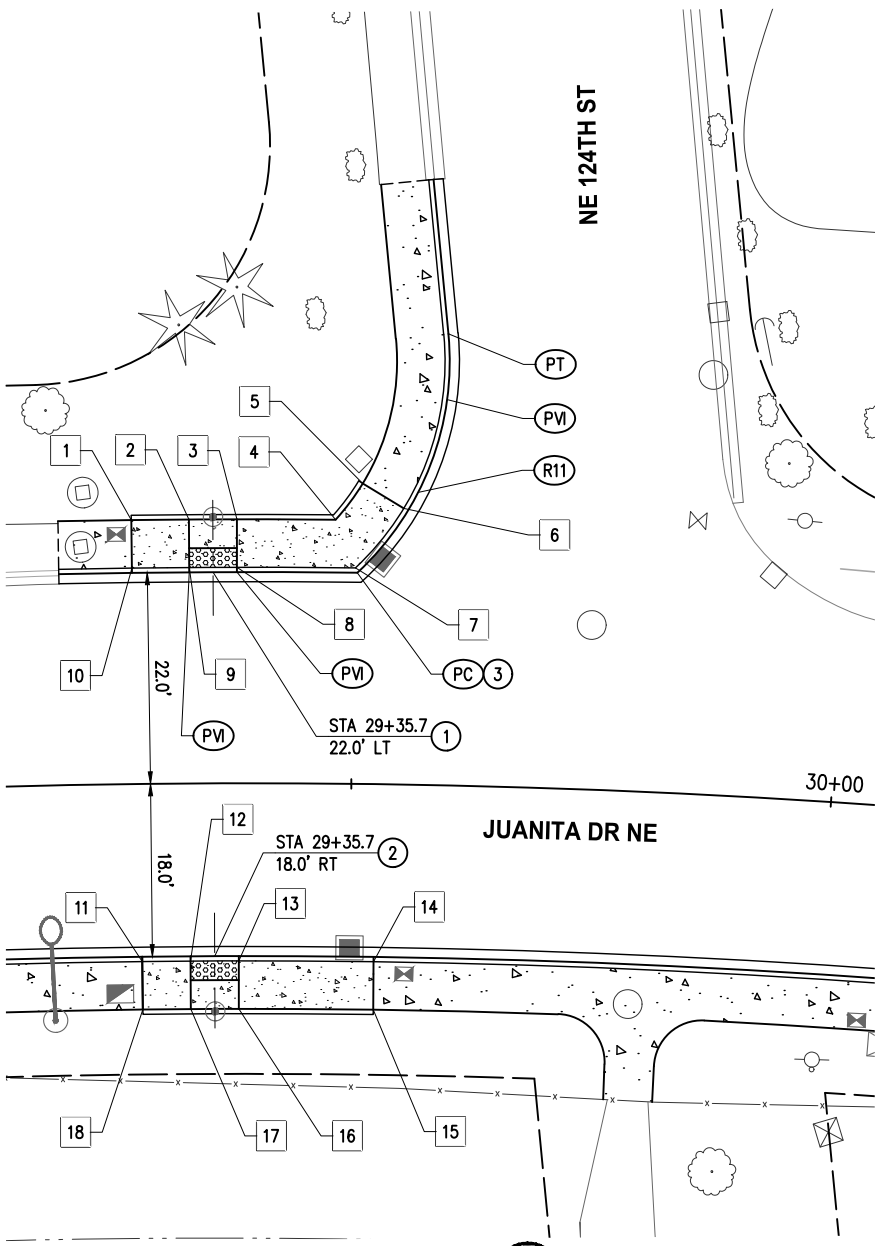 NE 124TH ST
PT
PVI
R11
5
1
2
3
4
6
7
8
9
10
22.0'
PVI
PC 3
PVI
STA 29+35.7 1
22.0' LT
30+00
JUANITA DR NE
12
STA 29+35.7 2
18.0' RT
18.0'
11
13
14
x x x x x x x x x x x x
18
17
16
15